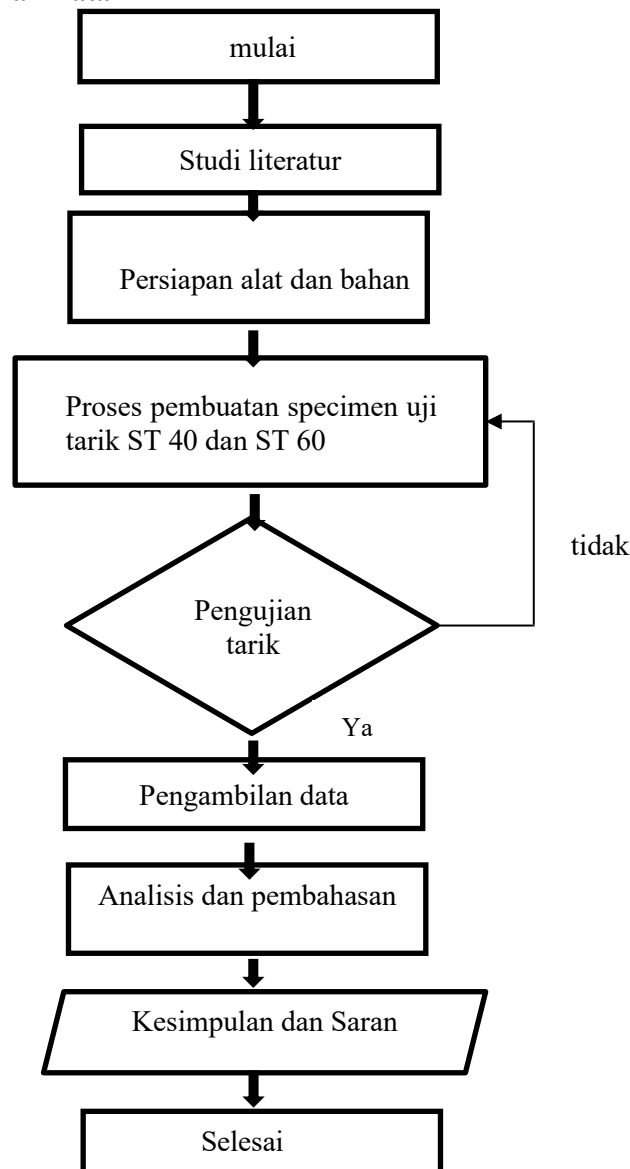 mulai
Studi literatur
Persiapan alat dan bahan
Proses pembuatan specimen uji
tarik ST 40 dan ST 60
tidak
Pengujian
tarik
Ya
Pengambilan data
Analisis dan pembahasan
Kesimpulan dan Saran
Selesai